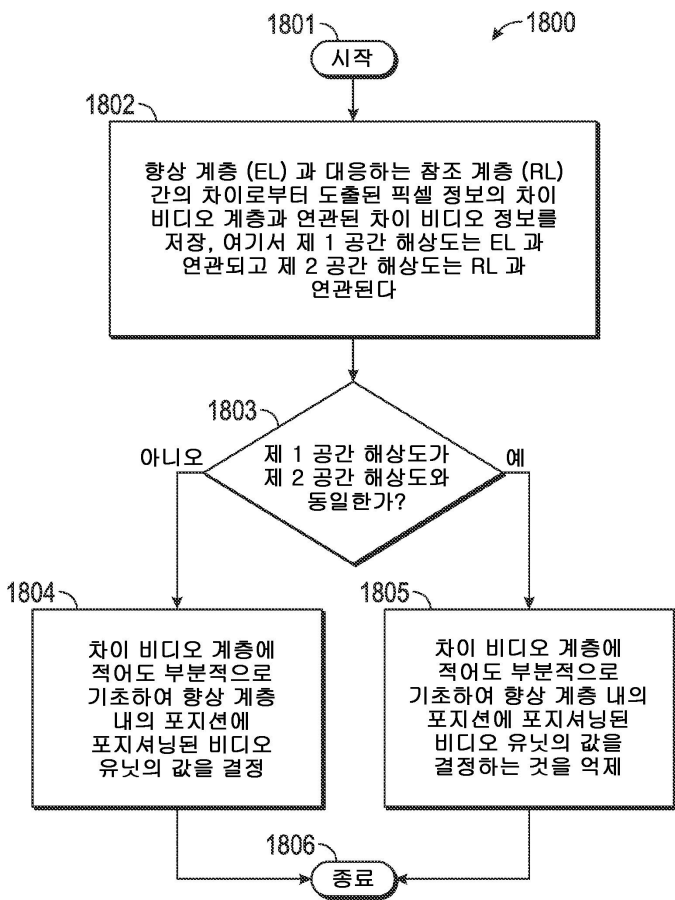 1801
시작
1800
1802
향상 계층 (EL) 과 대응하는 참조 계층 (RL)
간의 차이로부터 도출된 픽셀 정보의 차이
비디오 계층과 연관된 차이 비디오 정보를
저장, 여기서 제 1 공간 해상도는 EL 과
연관되고 제 2 공간 해상도는 RL 과
연관된다
1803
제 1 공간 해상도가
제 2 공간 해상도와
동일한가?
아니오
예
1804
차이 비디오 계층에
적어도 부분적으로
기초하여 향상 계층
내의 포지션에
포지셔닝된 비디오
유닛의 값을 결정
1805
차이 비디오 계층에
적어도 부분적으로
기초하여 향상 계층 내의
포지션에 포지셔닝된
비디오 유닛의 값을
결정하는 것을 억제
1806
종료